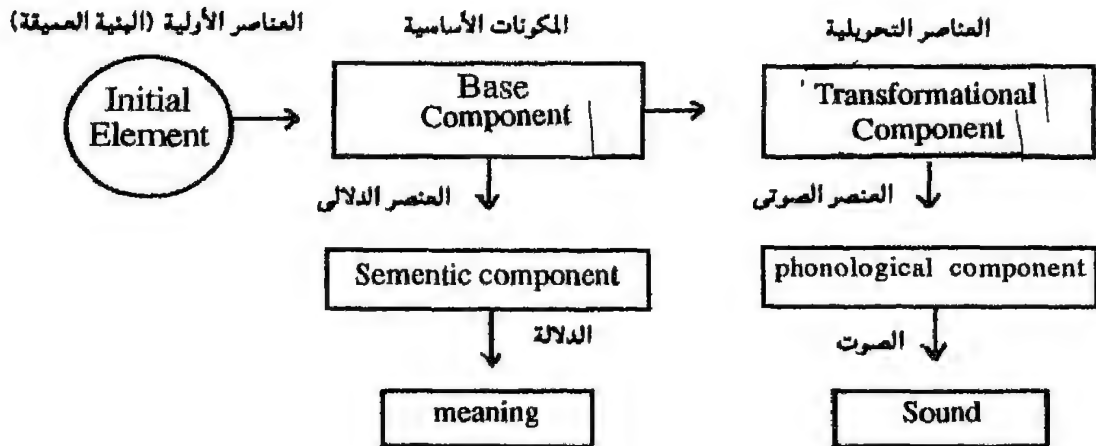 العناصر الأولية (البنية العميقة)
المكونات الأساسية
العناصر التحويلية
Initial
Element
Base
Component
Transformational
Component
العنصر الدلالى
العنصر الصوتى
Sementic component
phonological component
الدلالة
الصوت
meaning
Sound